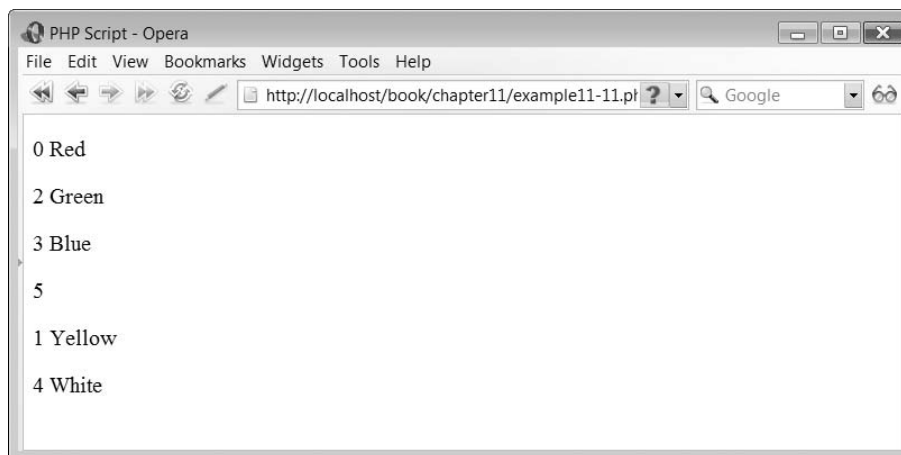 PHP Script - Opera
File Edit View Bookmarks Widgets Tools Help
http://localhost/book/chapter11/example11-11.ph ? Google
0 Red
2 Green
3 Blue
5
1 Yellow
4 White